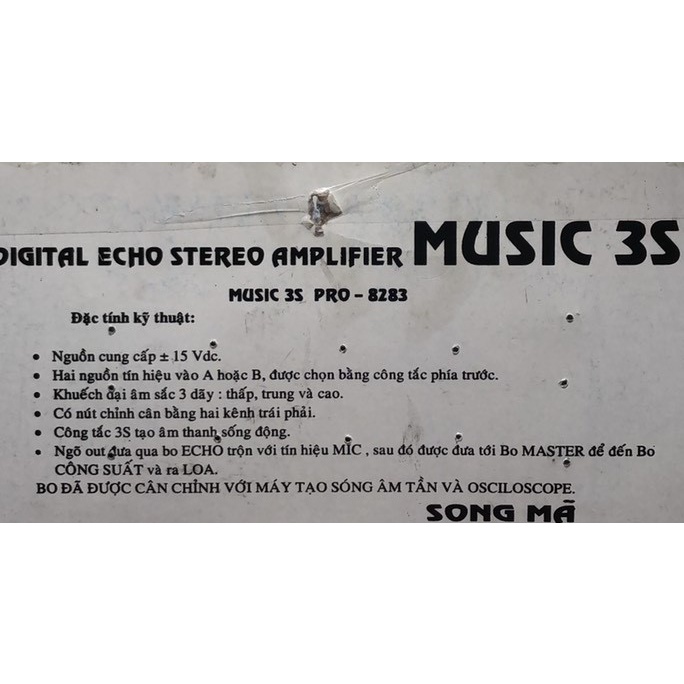 DIGITAL ECHO STEREO AMPLIFIER MUSIC 3S
MUSIC 3S PRO - 8283
Đặc tính kỹ thuật:
• Nguồn cung cấp ± 15 Vdc.
• Hai nguồn tín hiệu vào A hoặc B, được chọn bằng công tắc phía trước.
• Khuếch đại âm sắc 3 dãy : thấp, trung và cao.
• Có nút chỉnh cân bằng hai kênh trái phải.
• Công tắc 3S tạo âm thanh sống động.
• Ngõ out đưa qua bo ECHO trộn với tín hiệu MIC , sau đó được đưa tới Bo MASTER để đến Bo
CÔNG SUẤT và ra LOA.
BO ĐÃ ĐƯỢC CÂN CHỈNH VỚI MÁY TẠO SÓNG ÂM TẦN VÀ OSCILOSCOPE.
SONG MÃ